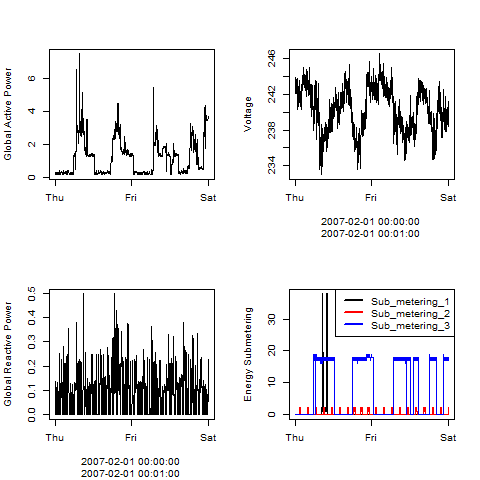 Global Active Power
6
4
2
0
Thu
Fri
Sat
Voltage
246
242
238
234
Thu
Fri
Sat
2007-02-01 00:00:00
2007-02-01 00:01:00
Global Reactive Power
0.5
0.4
0.3
0.2
0.1
0.0
Thu
Fri
Sat
2007-02-01 00:00:00
2007-02-01 00:01:00
Energy Submetering
30
20
10
0
Sub_metering_1
Sub_metering_2
Sub_metering_3
Thu
Fri
Sat